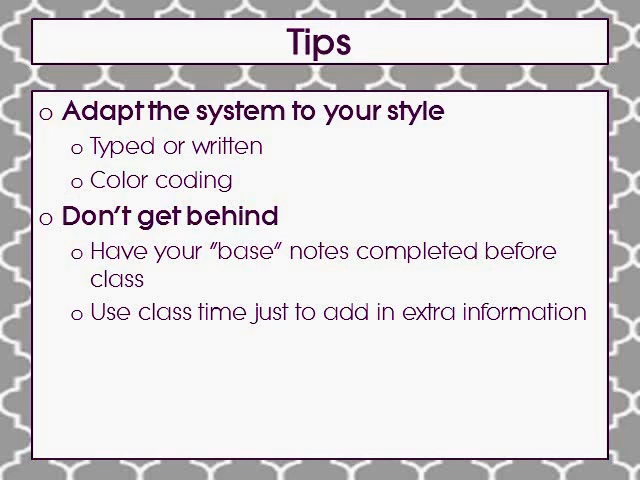 Tips
o Adapt the system to your style
o Typed or written
o Color coding
o Don't get behind
o Have your "base" notes completed before
class
o Use class time just to add in extra information